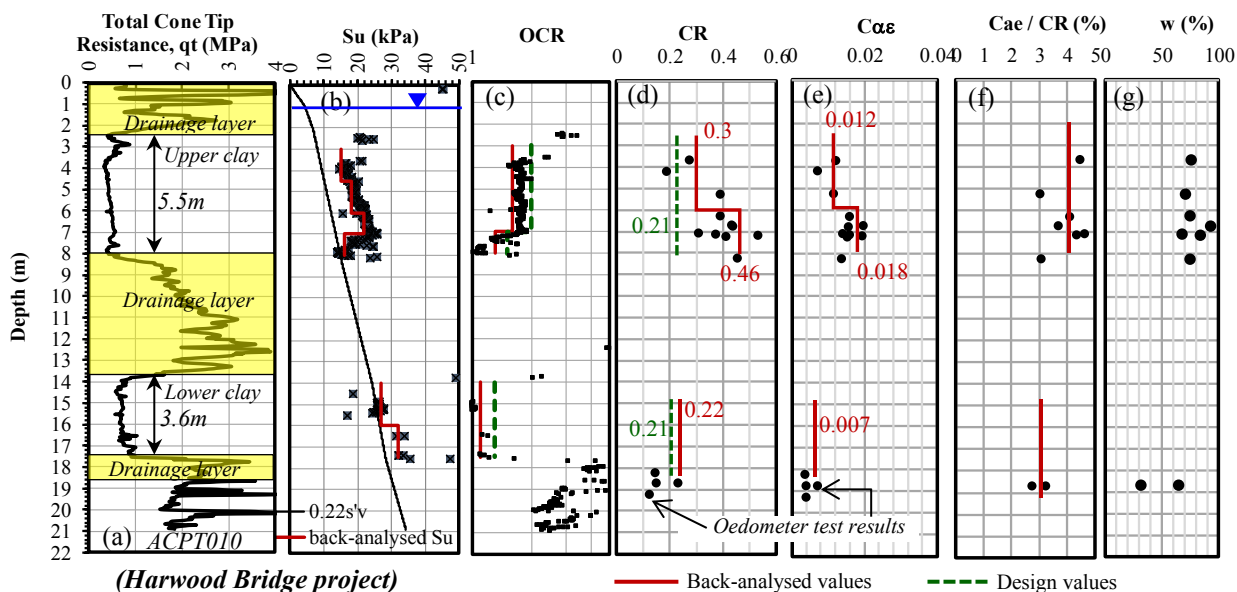 Total Cone Tip
Resistance, qt (MPa)
Su (kPa)
OCR
CR
Cαε
Cae / CR (%)
w (%)
0 1 2 3 4
0 10 20 30 40 50
1
0 0.2 0.4 0.6
0 0.02 0.04
0 1 2 3 4 5
0 50 100
Depth (m)
0
1
2
3
4
5
6
7
8
9
10
11
12
13
14
15
16
17
18
19
20
21
22
(b)
(c)
(d)
(e)
(f)
(g)
Drainage layer
Upper clay
5.5m
0.3
0.012
0.21
0.46
0.018
Drainage layer
Lower clay
3.6m
0.22
0.21
0.007
Drainage layer
0.22s'v
Oedometer test results
(a)
ACPT010
back-analysed Su
(Harwood Bridge project)
Back-analysed values
Design values